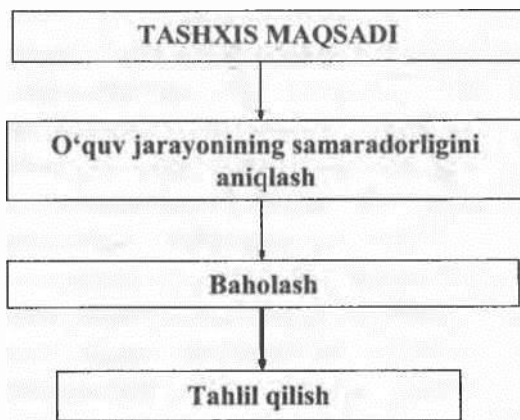 TASHXIS MAQSADI
O‘quv jarayonining samaradorligini
aniqlash
Baholash
Tahlil qilish